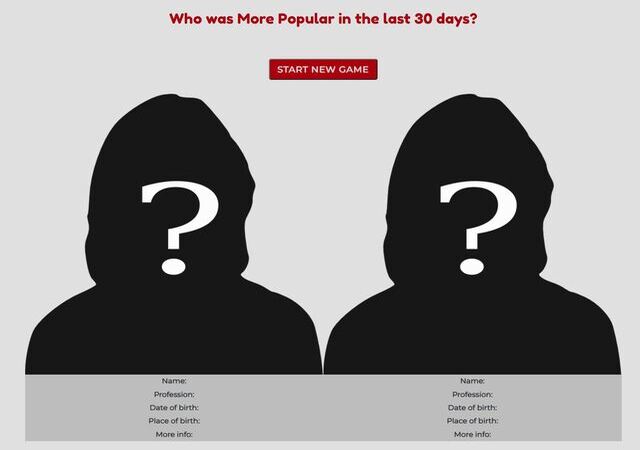 Who was More Popular in the last 30 days?
START NEW GAME
? ?
Name: Name:
Profession: Profession:
Date of birth: Date of birth:
Place of birth: Place of birth:
More info: More info: